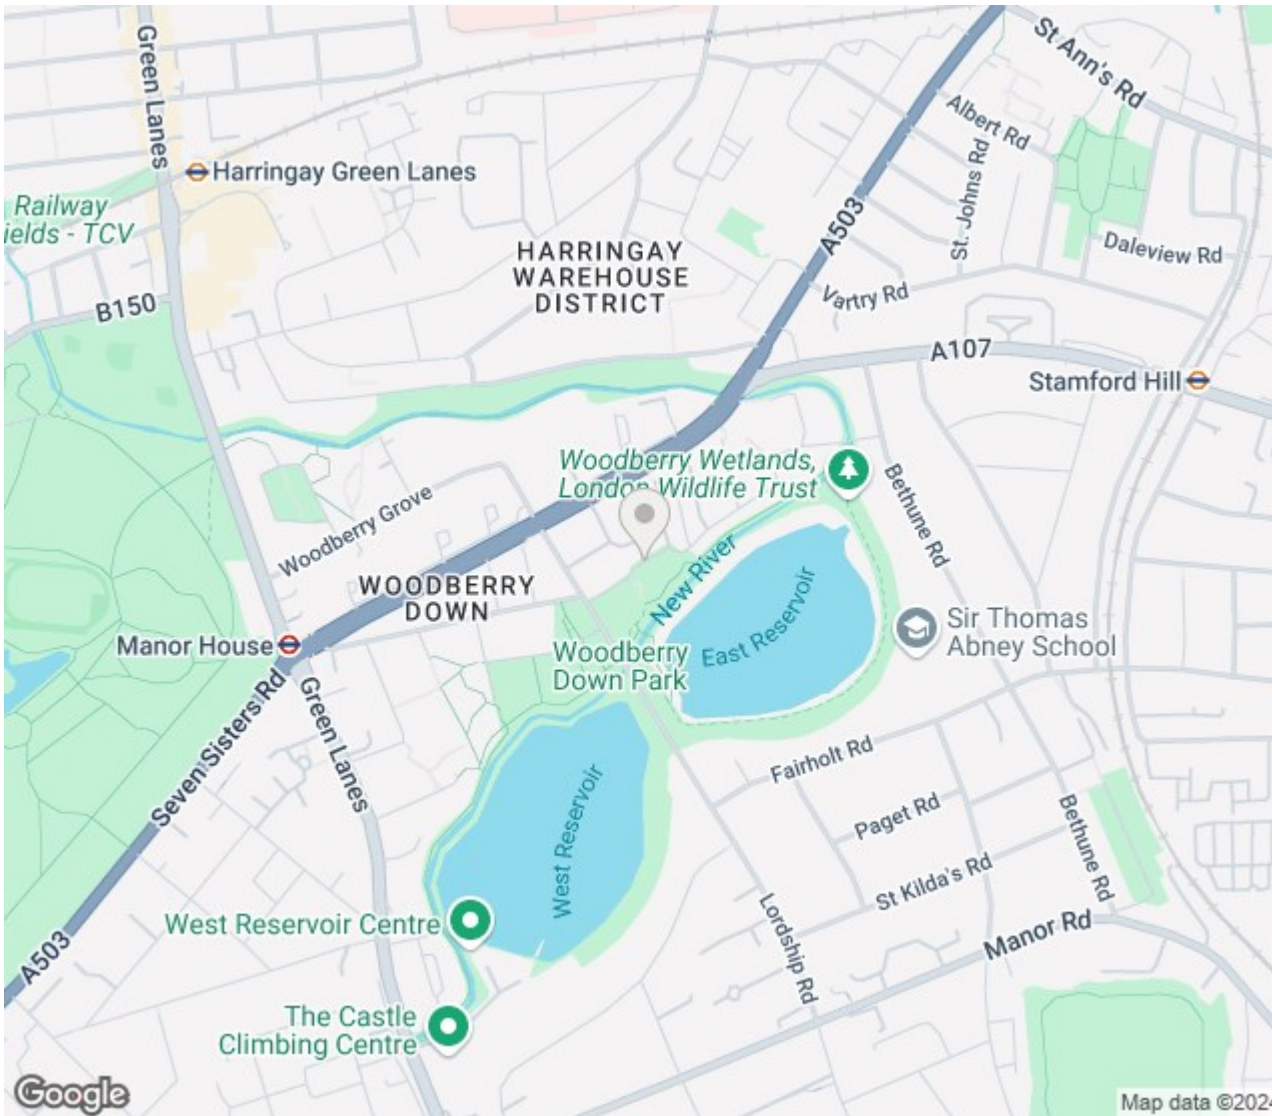 Green Lanes
St Ann's Rd
Albert Rd
St. Johns Rd
Harringay Green Lanes
Railway
ields - TCV
A503
Daleview Rd
HARRINGAY
WAREHOUSE
DISTRICT
B150
Vartry Rd
A107
Stamford Hill
Woodberry Wetlands,
London Wildlife Trust
Bethune Rd
Woodberry Grove
WOODBERRY
DOWN
New River
East Reservoir
Sir Thomas
Abney School
Manor House
Woodberry
Down Park
Seven Sisters Rd
Green Lanes
Fairholt Rd
West Reservoir
Paget Rd
Bethune Rd
St Kilda's Rd
West Reservoir Centre
Lordship Rd
Manor Rd
A503
The Castle
Climbing Centre
Google
Map data ©2024